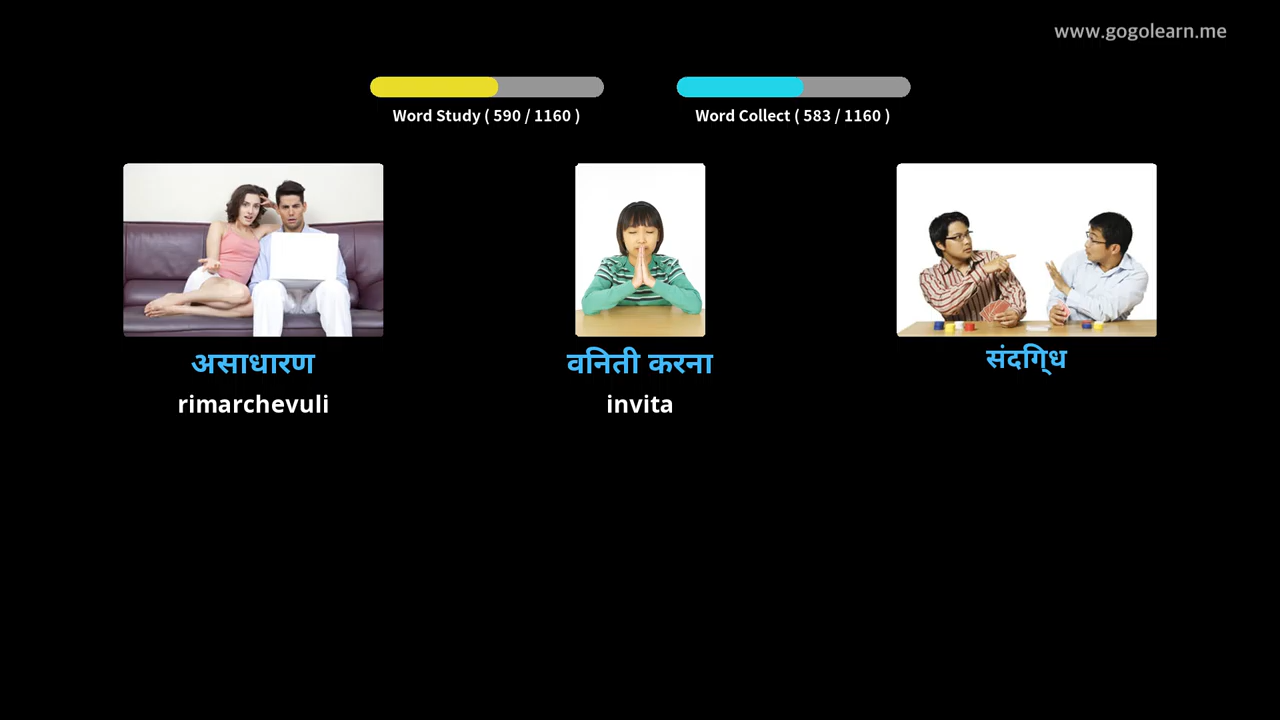 www.gogolearn.me
Word Study ( 590 / 1160 )
Word Collect ( 583 / 1160 )
असाधारण
वनिती करना
संदग्धि
rimarchevuli
invita